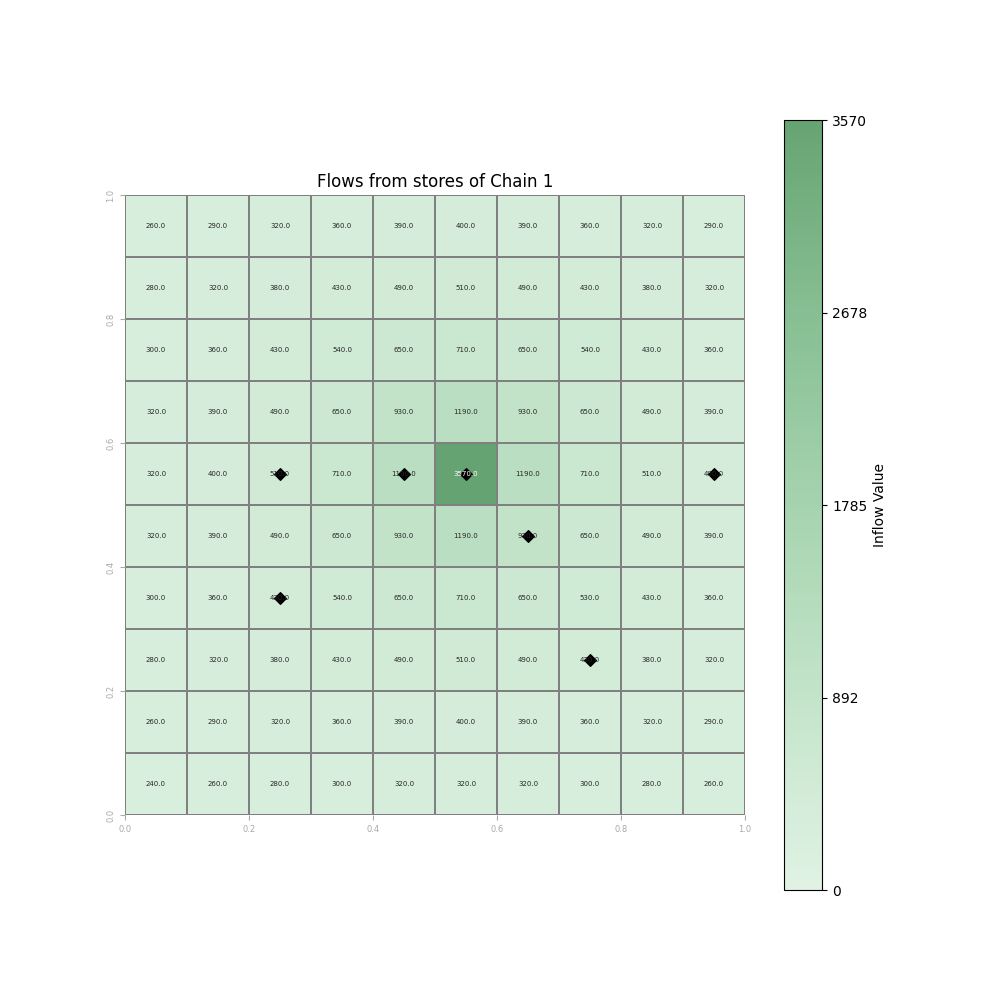 Flows from stores of Chain 1
1.0
260.0 290.0 320.0 360.0 390.0 400.0 390.0 360.0 320.0 290.0
280.0 320.0 380.0 430.0 490.0 510.0 490.0 430.0 380.0 320.0
0.8
300.0 360.0 430.0 540.0 650.0 710.0 650.0 540.0 430.0 360.0
320.0 390.0 490.0 650.0 930.0 1190.0 930.0 650.0 490.0 390.0
0.6
320.0 400.0 710.0 1190.0 710.0 510.0
320.0 390.0 490.0 650.0 930.0 1190.0 650.0 490.0 390.0
0.4
300.0 360.0 540.0 650.0 710.0 650.0 530.0 430.0 360.0
280.0 320.0 380.0 430.0 490.0 510.0 490.0 380.0 320.0
0.2
260.0 290.0 320.0 360.0 390.0 400.0 390.0 360.0 320.0 290.0
240.0 260.0 280.0 300.0 320.0 320.0 320.0 300.0 280.0 260.0
0.0
0.0 0.2 0.4 0.6 0.8 1.0
3570
2678
1785
892
0
Inflow Value